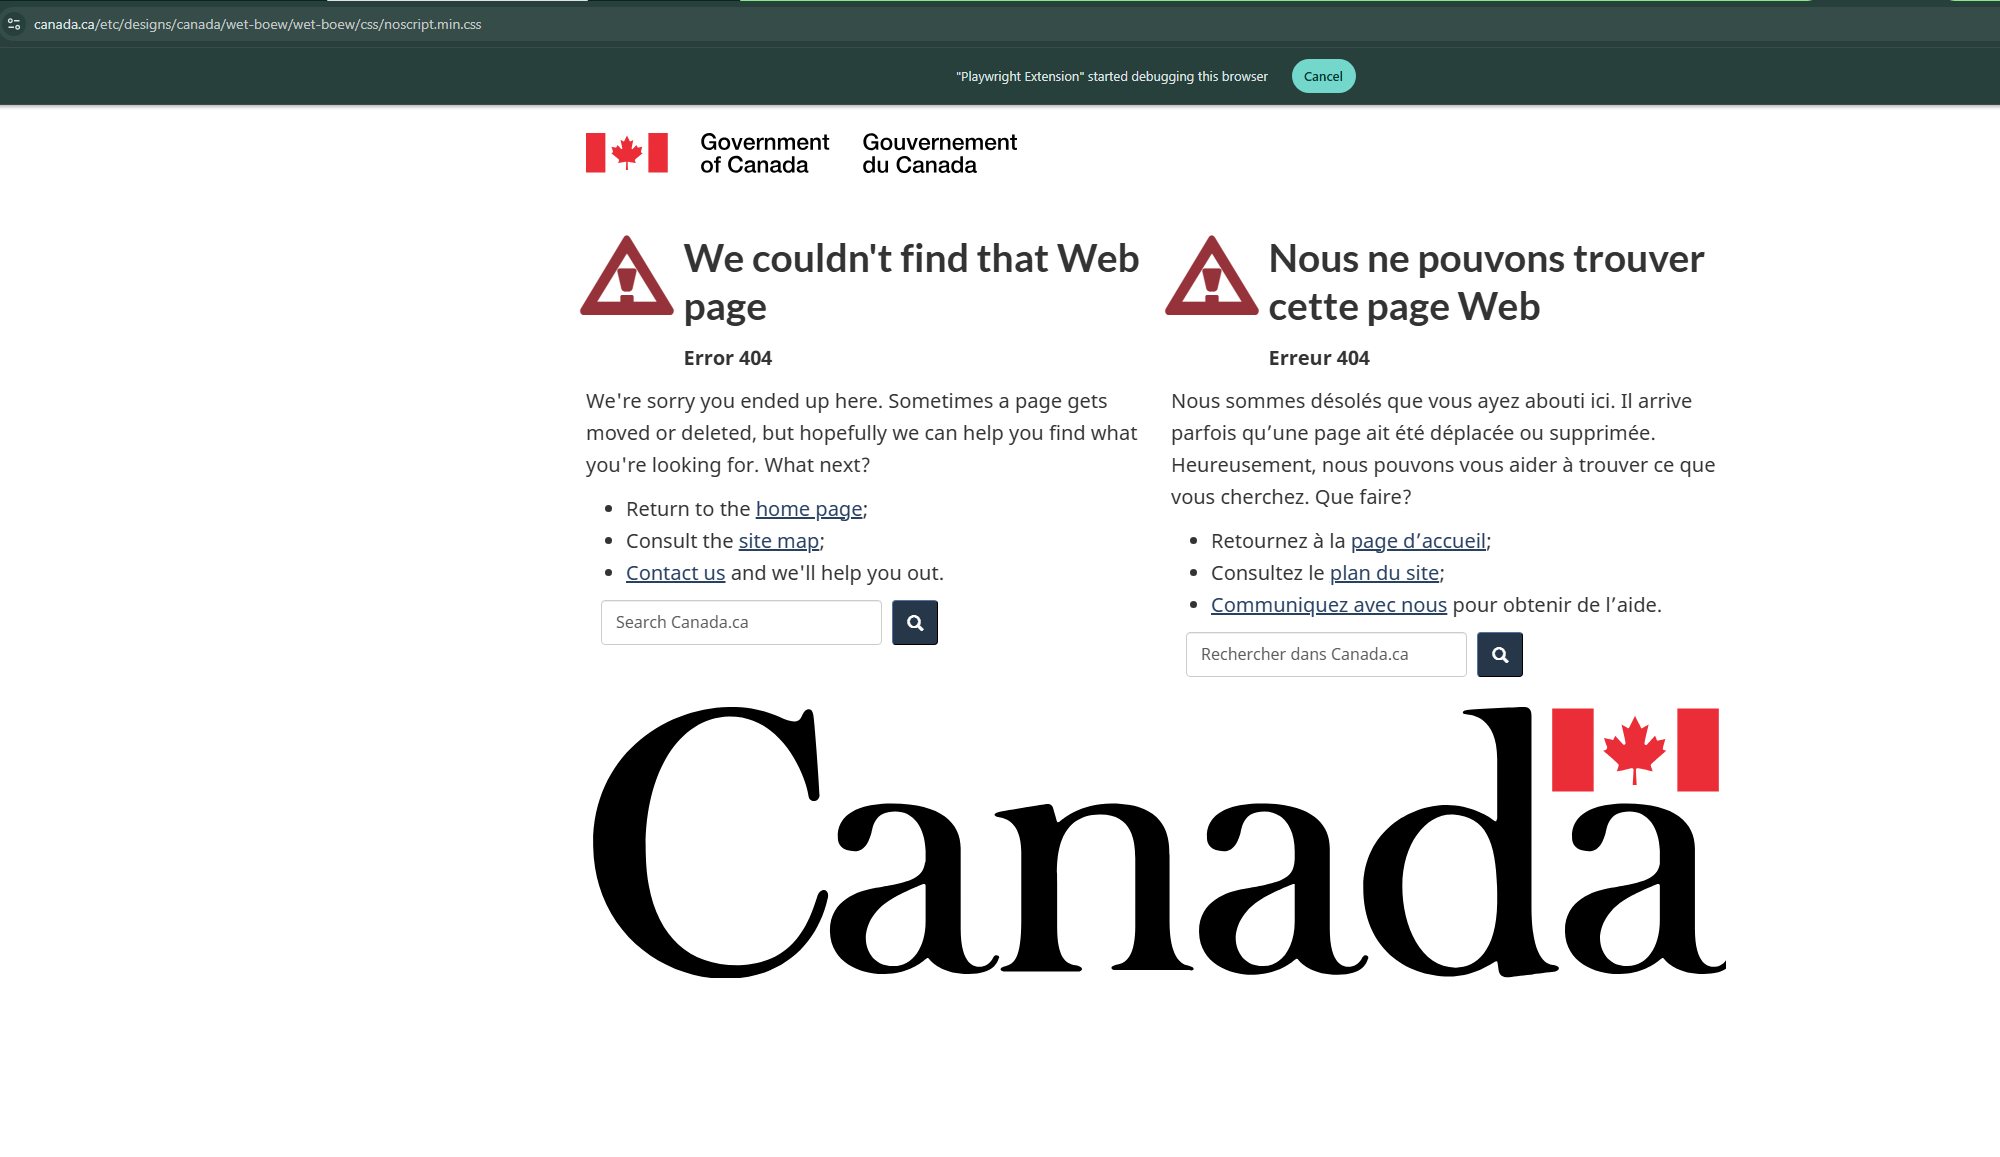 canada.ca/etc/designs/canada/wet-boew/wet-boew/css/noscript.min.css
"Playwright Extension" started debugging this browser
Cancel
Government
of Canada
Gouvernement
du Canada
We couldn't find that Web
page
Error 404
We're sorry you ended up here. Sometimes a page gets
moved or deleted, but hopefully we can help you find what
you're looking for. What next?
Return to the home page;
Consult the site map;
Contact us and we'll help you out.
Search Canada.ca
Nous ne pouvons trouver
cette page Web
Erreur 404
Nous sommes désolés que vous ayez abouti ici. Il arrive
parfois qu’une page ait été déplacée ou supprimée.
Heureusement, nous pouvons vous aider à trouver ce que
vous cherchez. Que faire?
Retournez à la page d’accueil;
Consultez le plan du site;
Communiquez avec nous pour obtenir de l’aide.
Rechercher dans Canada.ca
Canada